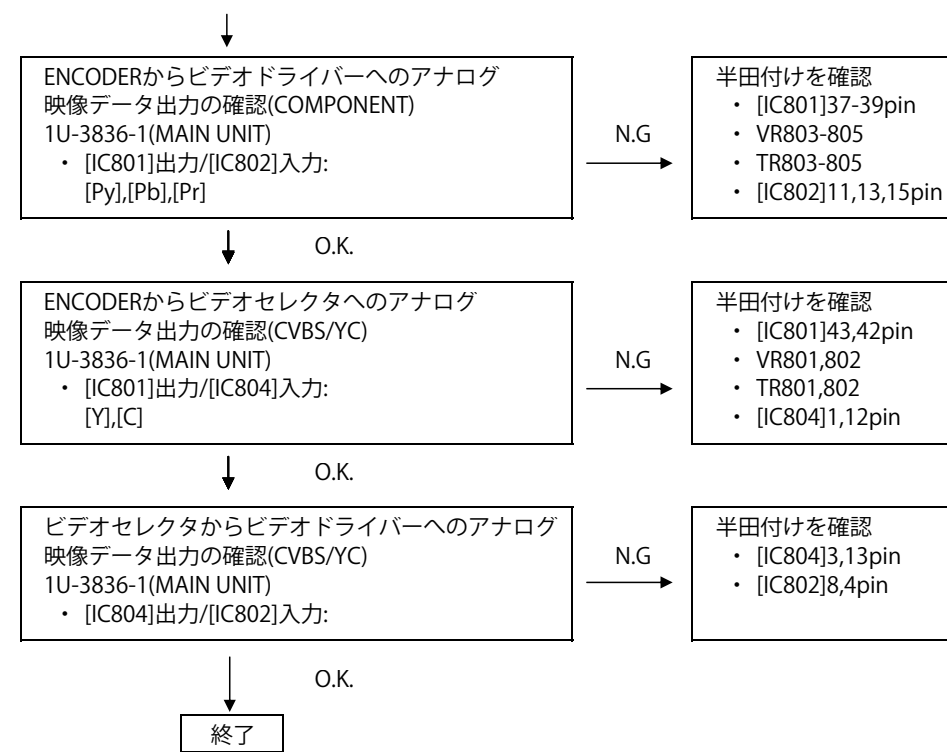 ENCODERからビデオドライバーへのアナログ
映像データ出力の確認(COMPONENT)
1U-3836-1(MAIN UNIT)
・ [IC801]出力/[IC802]入力:
[Py],[Pb],[Pr]
N.G
半田付けを確認
・ [IC801]37-39pin
・ VR803-805
・ TR803-805
・ [IC802]11,13,15pin
O.K.
ENCODERからビデオセレクタへのアナログ
映像データ出力の確認(CVBS/YC)
1U-3836-1(MAIN UNIT)
・ [IC801]出力/[IC804]入力:
[Y],[C]
N.G
半田付けを確認
・ [IC801]43,42pin
・ VR801,802
・ TR801,802
・ [IC804]1,12pin
O.K.
ビデオセレクタからビデオドライバーへのアナログ
映像データ出力の確認(CVBS/YC)
1U-3836-1(MAIN UNIT)
・ [IC804]出力/[IC802]入力:
N.G
半田付けを確認
・ [IC804]3,13pin
・ [IC802]8,4pin
O.K.
終了